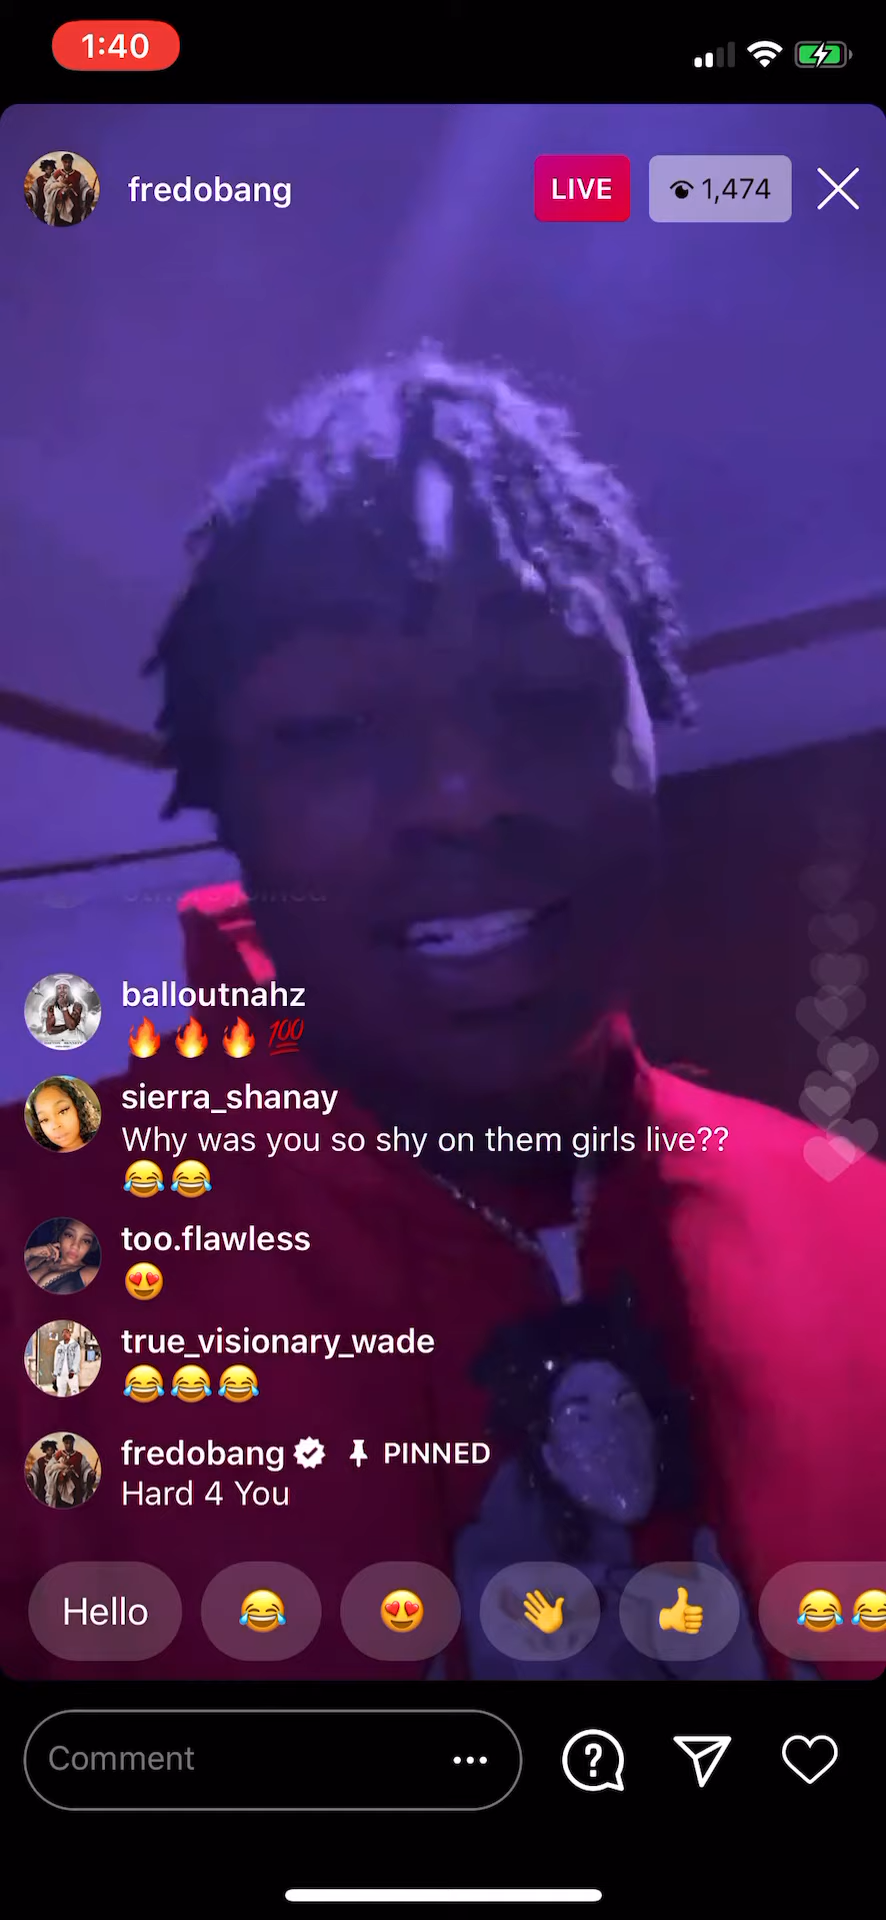 1:40
fredobang
LIVE
1,474
balloutnahz
🔥🔥🔥💯
sierra_shanay
Why was you so shy on them girls live??
😂😂
too.flawless
😍
true_visionary_wade
😂😂😂
fredobang PINNED
Hard 4 You
Hello 😂 😍 👋 👍 😂😂
Comment